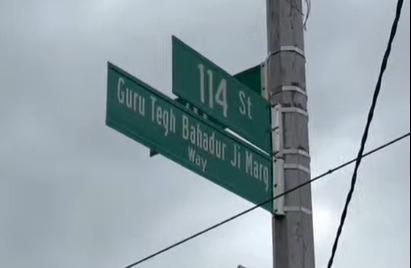 114 St
Guru Tegh Bahadur Ji Marg
Way